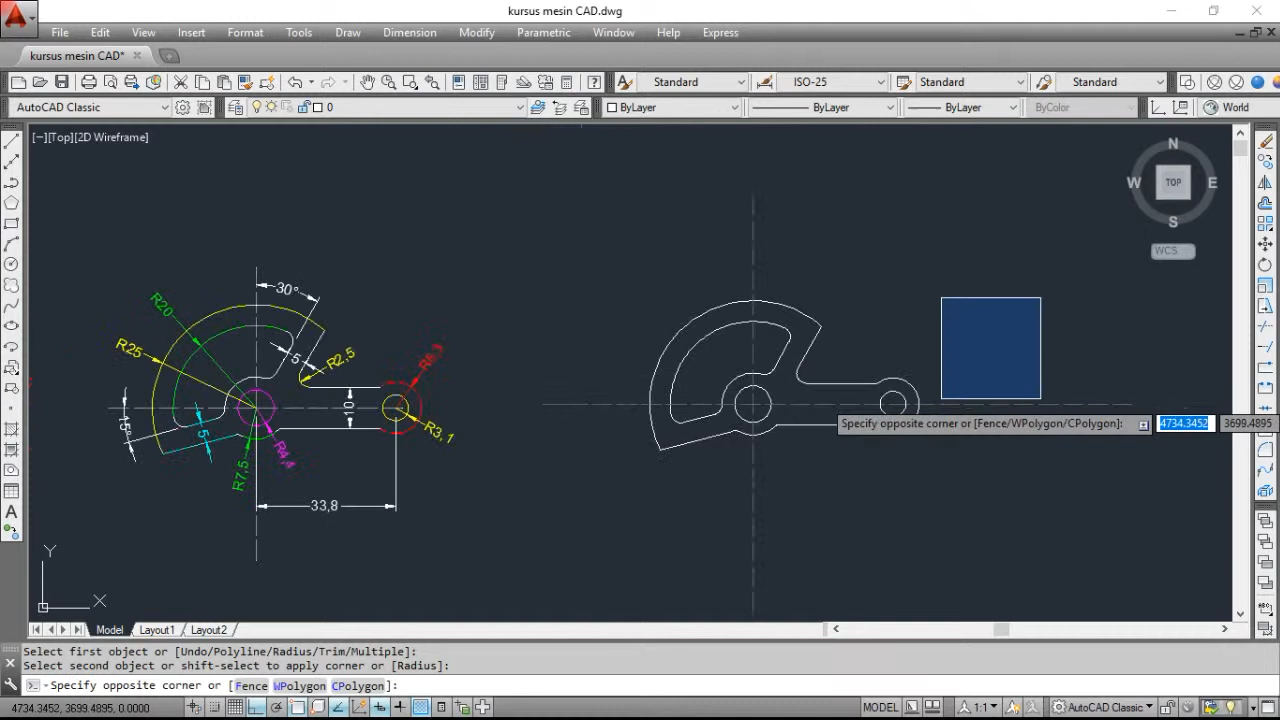 kursus mesin CAD.dwg
File Edit View Insert Format Tools Draw Dimension Modify Parametric Window Help Express
kursus mesin CAD*
Standard ISO-25 Standard Standard
AutoCAD Classic 0 ByLayer ByLayer ByLayer ByColor World
[−][Top][2D Wireframe]
N
W TOP E
S
WCS
30°
R20
R25
5
R2,5
10
R3,1
15°
5
R4,4
R7,5
33,8
Specify opposite corner or [Fence/WPolygon/CPolygon]: 4734.3452 3699.4895
Y
X
Model Layout1 Layout2
Select first object or [Undo/Polyline/Radius/Trim/Multiple]:
Select second object or shift-select to apply corner or [Radius]:
Specify opposite corner or [Fence WPolygon CPolygon]:
4734.3452, 3699.4895, 0.0000 MODEL 1:1 AutoCAD Classic